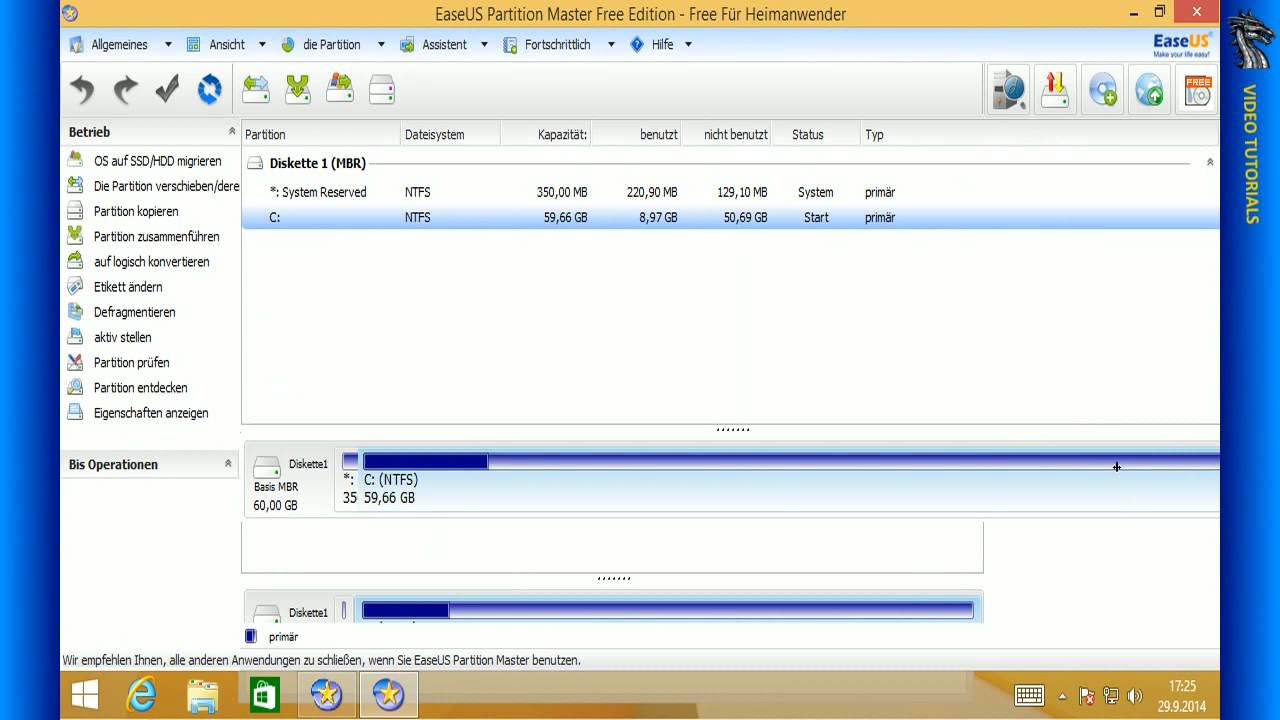 EaseUS Partition Master Free Edition - Free Für Heimanwender
Allgemeines Ansicht die Partition Assistent Fortschrittlich Hilfe
EaseUS®
Make your life easy!
FREE
VIDEO TUTORIALS
Betrieb
OS auf SSD/HDD migrieren
Die Partition verschieben/dere
Partition kopieren
Partition zusammenführen
auf logisch konvertieren
Etikett ändern
Defragmentieren
aktiv stellen
Partition prüfen
Partition entdecken
Eigenschaften anzeigen
Bis Operationen
Partition Dateisystem Kapazität: benutzt nicht benutzt Status Typ
Diskette 1 (MBR)
*: System Reserved NTFS 350,00 MB 220,90 MB 129,10 MB System primär
C: NTFS 59,66 GB 8,97 GB 50,69 GB Start primär
Diskette1
Basis MBR
60,00 GB
*:
35
C: (NTFS)
59,66 GB
Diskette1
primär
Wir empfehlen Ihnen, alle anderen Anwendungen zu schließen, wenn Sie EaseUS Partition Master benutzen.
17:25
29.9.2014